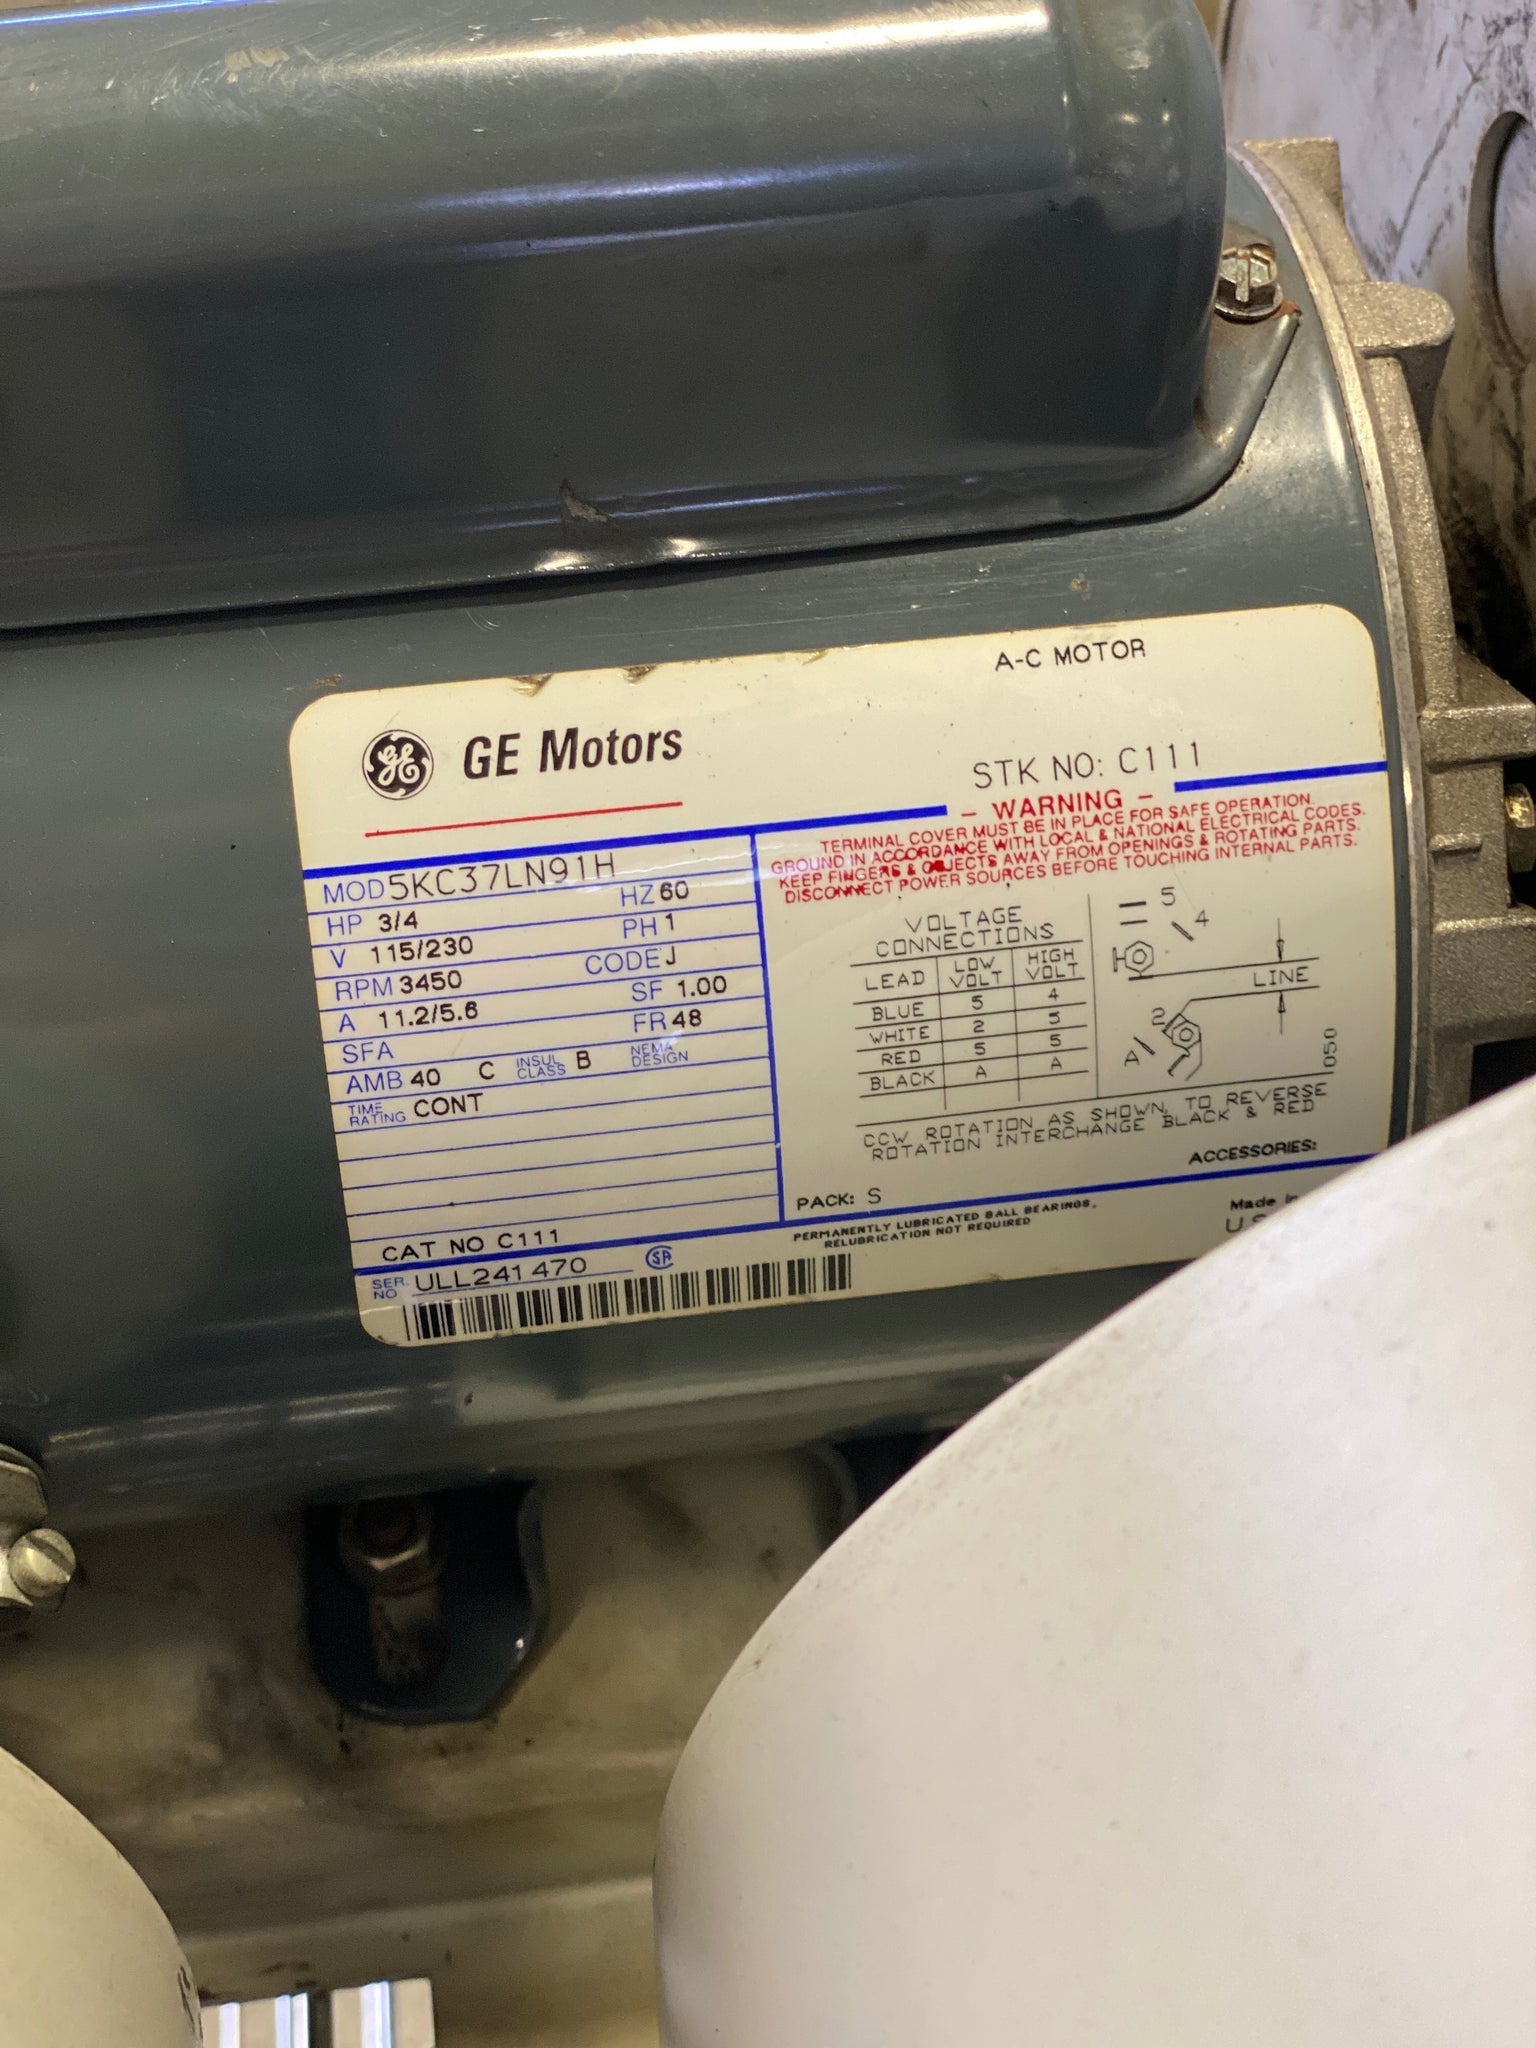 A-C MOTOR
GE GE Motors
STK NO: C111
MOD 5KC37LN91H
HP 3/4 HZ 60
V 115/230 PH 1
RPM 3450 CODE J
A 11.2/5.6 SF 1.00
SFA FR 48
AMB 40 C INSUL CLASS B NEMA DESIGN
TIME RATING CONT
CAT NO C111
SER. NO ULL241470
SA
- WARNING -
TERMINAL COVER MUST BE IN PLACE FOR SAFE OPERATION.
GROUND IN ACCORDANCE WITH LOCAL & NATIONAL ELECTRICAL CODES.
KEEP FINGERS & OBJECTS AWAY FROM OPENINGS & ROTATING PARTS.
DISCONNECT POWER SOURCES BEFORE TOUCHING INTERNAL PARTS.
VOLTAGE
CONNECTIONS
LEAD LOW VOLT HIGH VOLT
BLUE 5 4
WHITE 2 5
RED 5 5
BLACK A A
5
4
LINE
2
A
050
CCW ROTATION AS SHOWN, TO REVERSE
ROTATION INTERCHANGE BLACK & RED
ACCESSORIES:
PACK: S
PERMANENTLY LUBRICATED BALL BEARINGS.
RELUBRICATION NOT REQUIRED
Made in
U.S